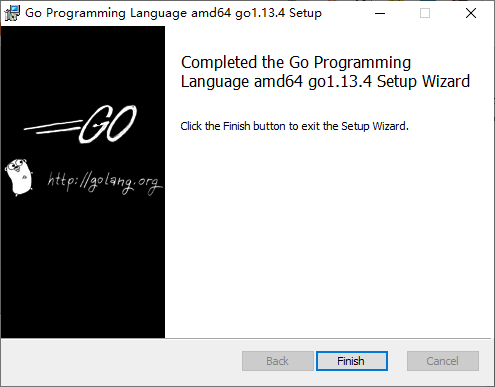 Go Programming Language amd64 go1.13.4 Setup
Completed the Go Programming
Language amd64 go1.13.4 Setup Wizard
Click the Finish button to exit the Setup Wizard.
GO
http://golang.org
Back
Finish
Cancel